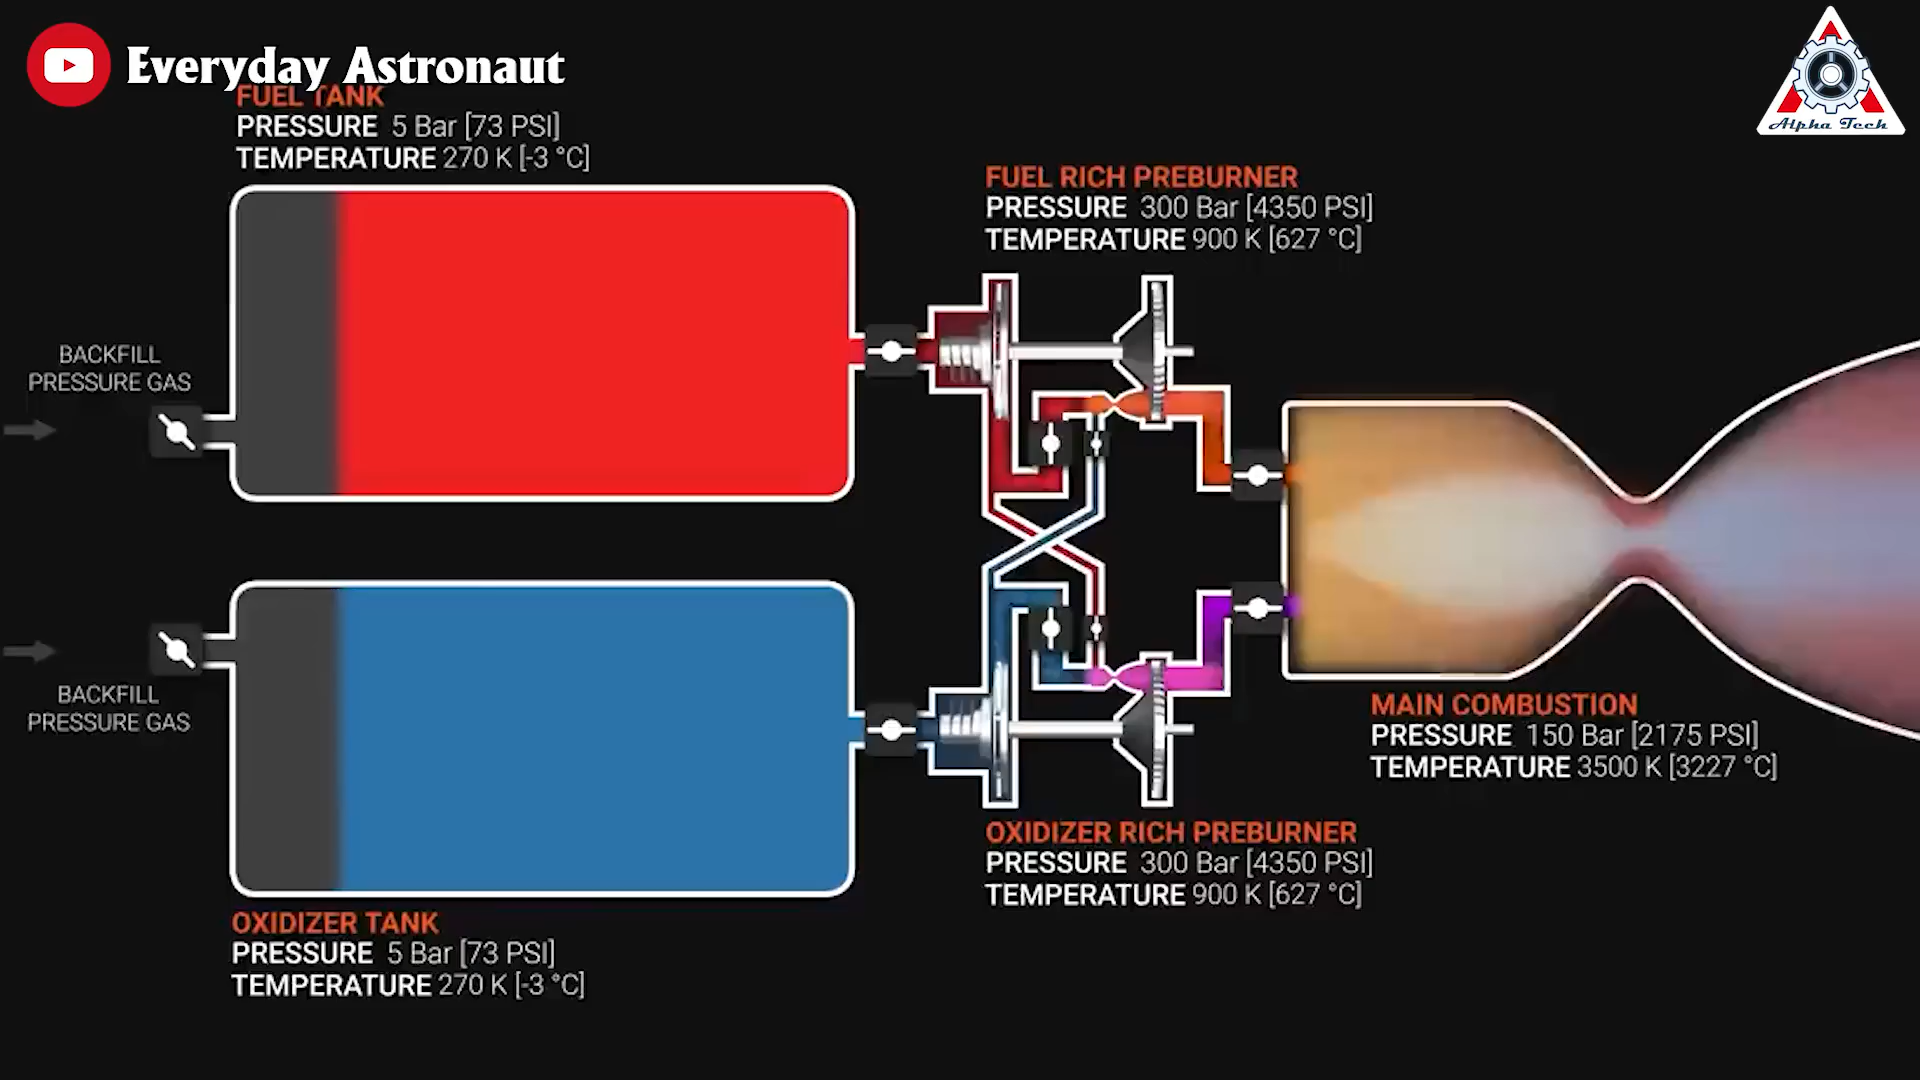 Everyday Astronaut
Alpha Tech
FUEL TANK
PRESSURE 5 Bar [73 PSI]
TEMPERATURE 270 K [-3 °C]
FUEL RICH PREBURNER
PRESSURE 300 Bar [4350 PSI]
TEMPERATURE 900 K [627 °C]
BACKFILL
PRESSURE GAS
BACKFILL
PRESSURE GAS
MAIN COMBUSTION
PRESSURE 150 Bar [2175 PSI]
TEMPERATURE 3500 K [3227 °C]
OXIDIZER RICH PREBURNER
PRESSURE 300 Bar [4350 PSI]
TEMPERATURE 900 K [627 °C]
OXIDIZER TANK
PRESSURE 5 Bar [73 PSI]
TEMPERATURE 270 K [-3 °C]